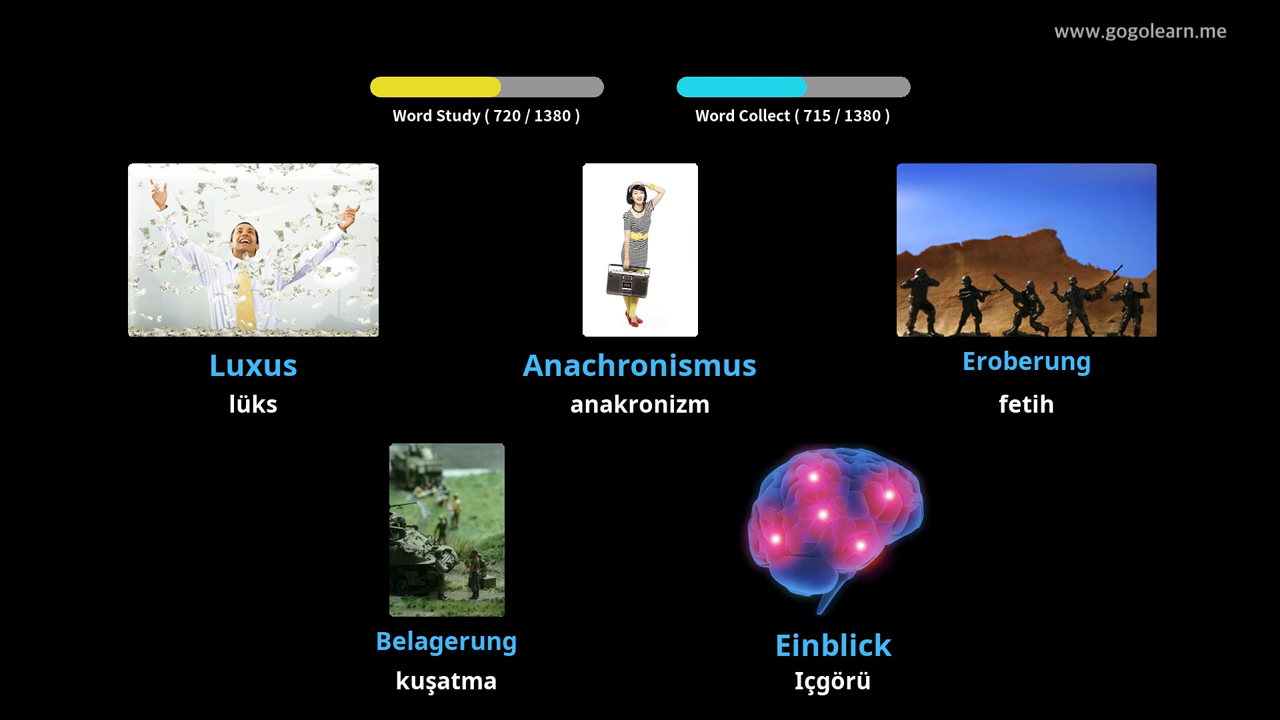 www.gogolearn.me
Word Study ( 720 / 1380 )
Word Collect ( 715 / 1380 )
Luxus
lüks
Anachronismus
anakronizm
Eroberung
fetih
Belagerung
kuşatma
Einblick
Içgörü